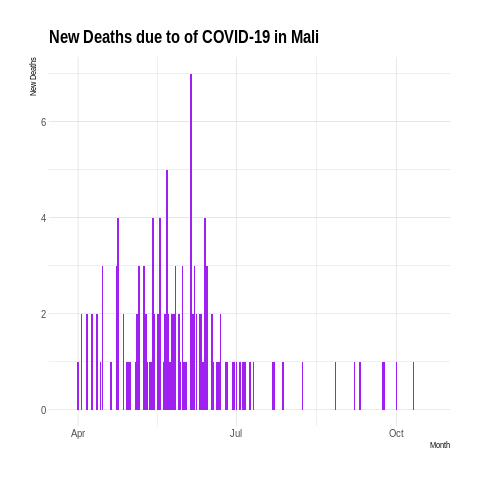 New Deaths due to of COVID-19 in Mali
New Deaths
6
4
2
0
Apr
Jul
Oct
Month